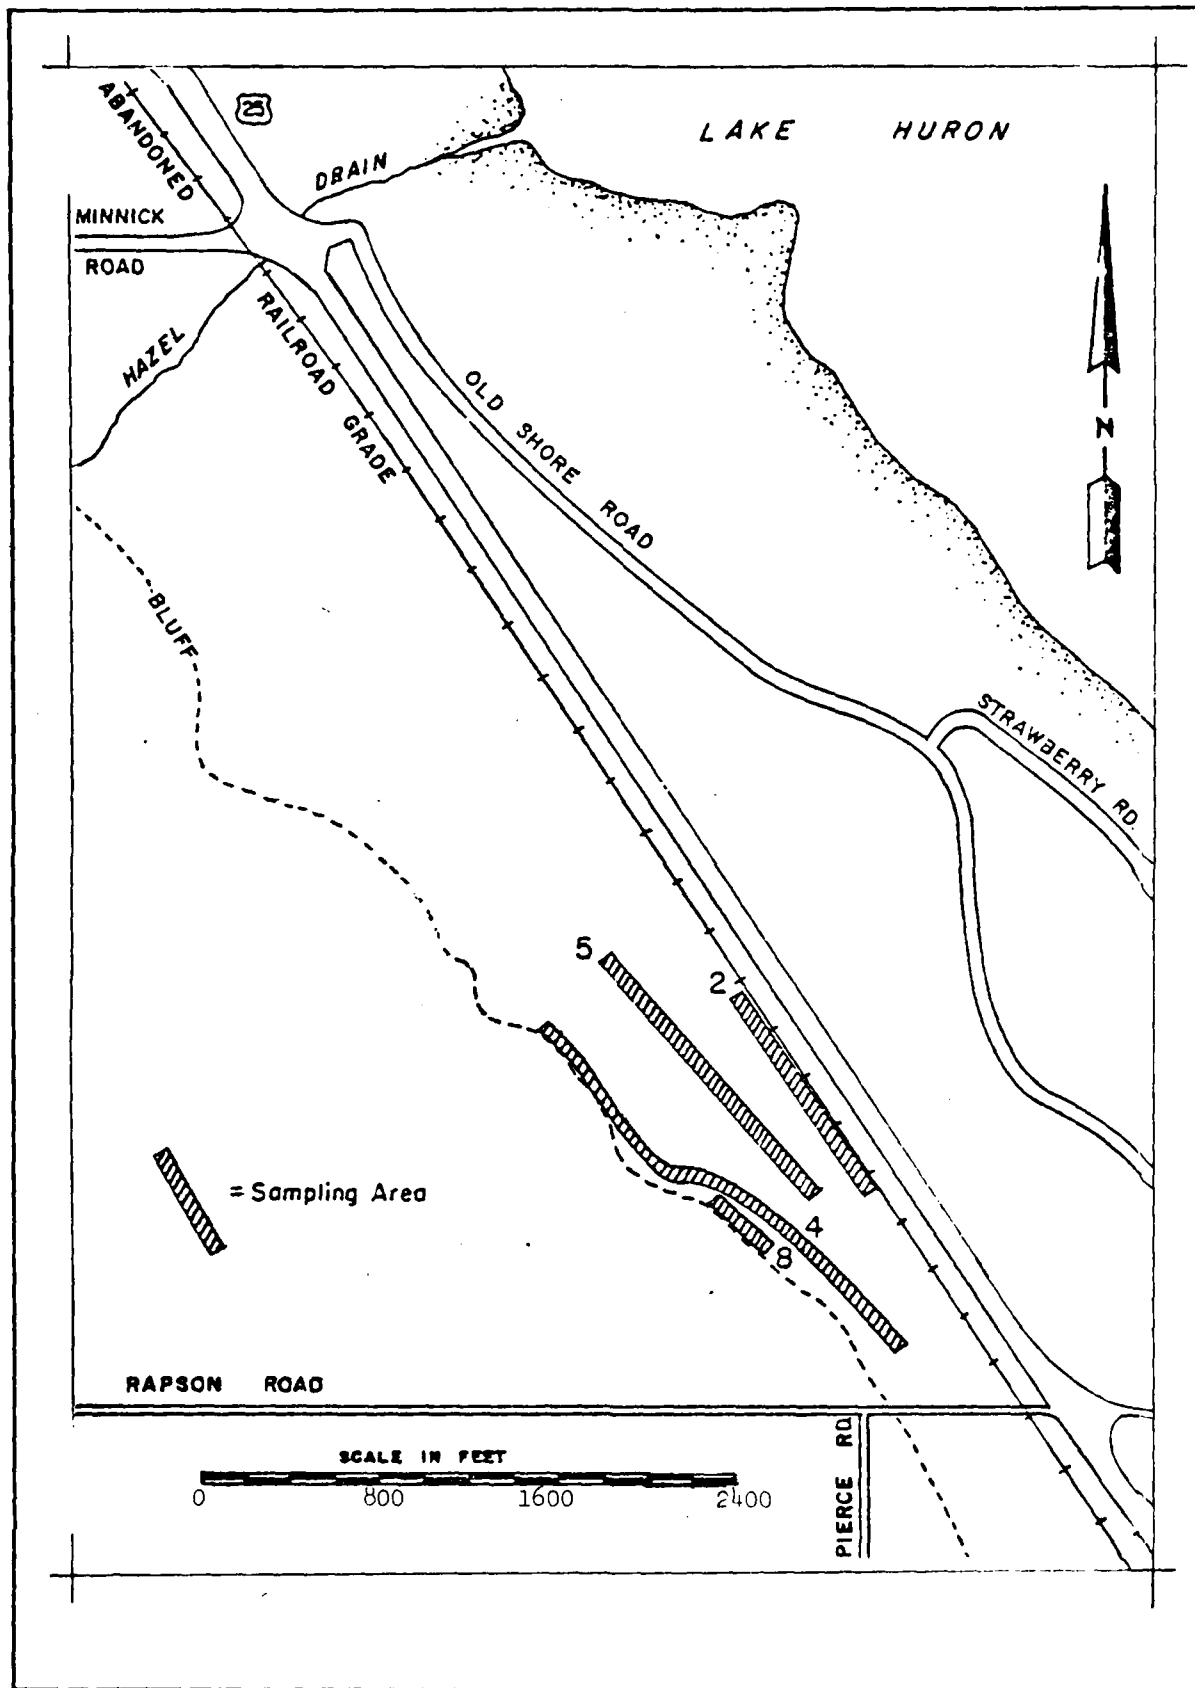 25
LAKE HURON
ABANDONED
DRAIN
MINNICK
ROAD
HAZEL
RAILROAD GRADE
OLD SHORE ROAD
N
BLUFF
STRAWBERRY RD.
5
2
= Sampling Area
4
8
RAPSON ROAD
SCALE IN FEET
0 800 1600 2400
PIERCE RD.